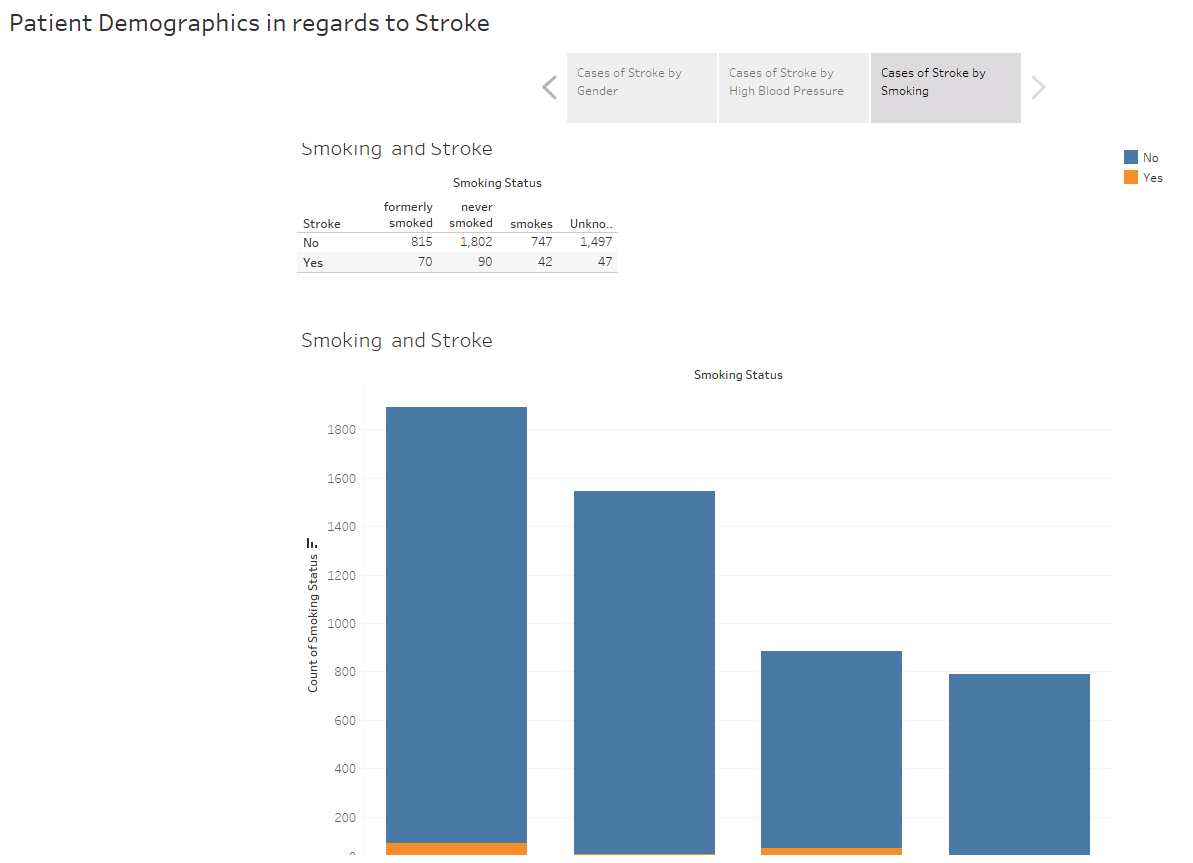 Patient Demographics in regards to Stroke
Cases of Stroke by
Gender
Cases of Stroke by
High Blood Pressure
Cases of Stroke by
Smoking
Smoking and Stroke
No
Yes
Smoking Status
formerly never
Stroke smoked smoked smokes Unkno..
No 815 1,802 747 1,497
Yes 70 90 42 47
Smoking and Stroke
Smoking Status
Count of Smoking Status
1800
1600
1400
1200
1000
800
600
400
200
0